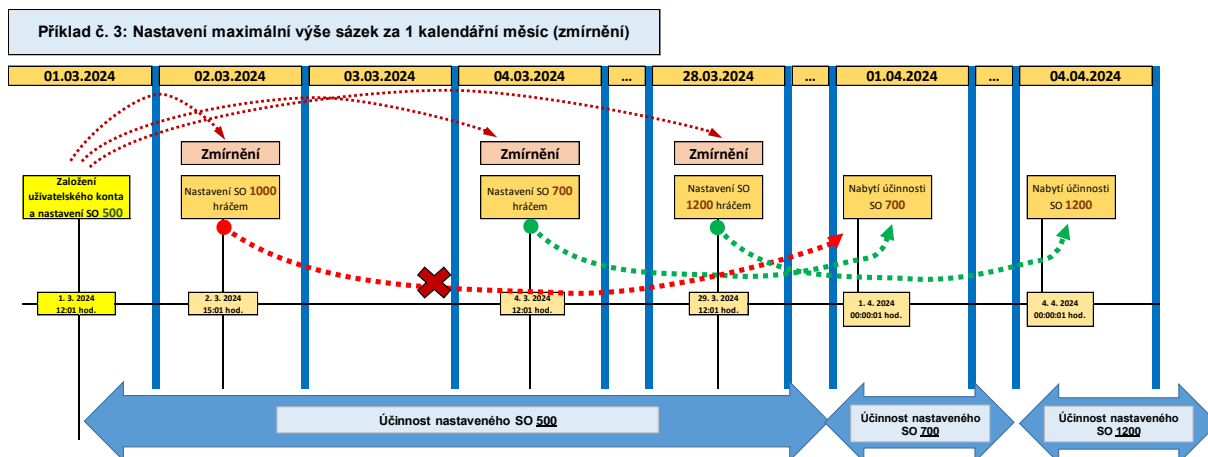 Příklad č. 3: Nastavení maximální výše sázek za 1 kalendářní měsíc (zmírnění)
01.03.2024
02.03.2024
03.03.2024
04.03.2024
...
28.03.2024
...
01.04.2024
...
04.04.2024
Zmírnění
Zmírnění
Zmírnění
Založení
uživatelského konta
a nastavení SO 500
Nastavení SO 1000
hráčem
Nastavení SO 700
hráčem
Nastavení SO
1200 hráčem
Nabytí účinnosti
SO 700
Nabytí účinnosti
SO 1200
1. 3. 2024
12:01 hod.
2. 3. 2024
15:01 hod.
4. 3. 2024
12:01 hod.
29. 3. 2024
12:01 hod.
1. 4. 2024
00:00:01 hod.
4. 4. 2024
00:00:01 hod.
Účinnost nastaveného SO 500
Účinnost nastaveného
SO 700
Účinnost nastaveného
SO 1200